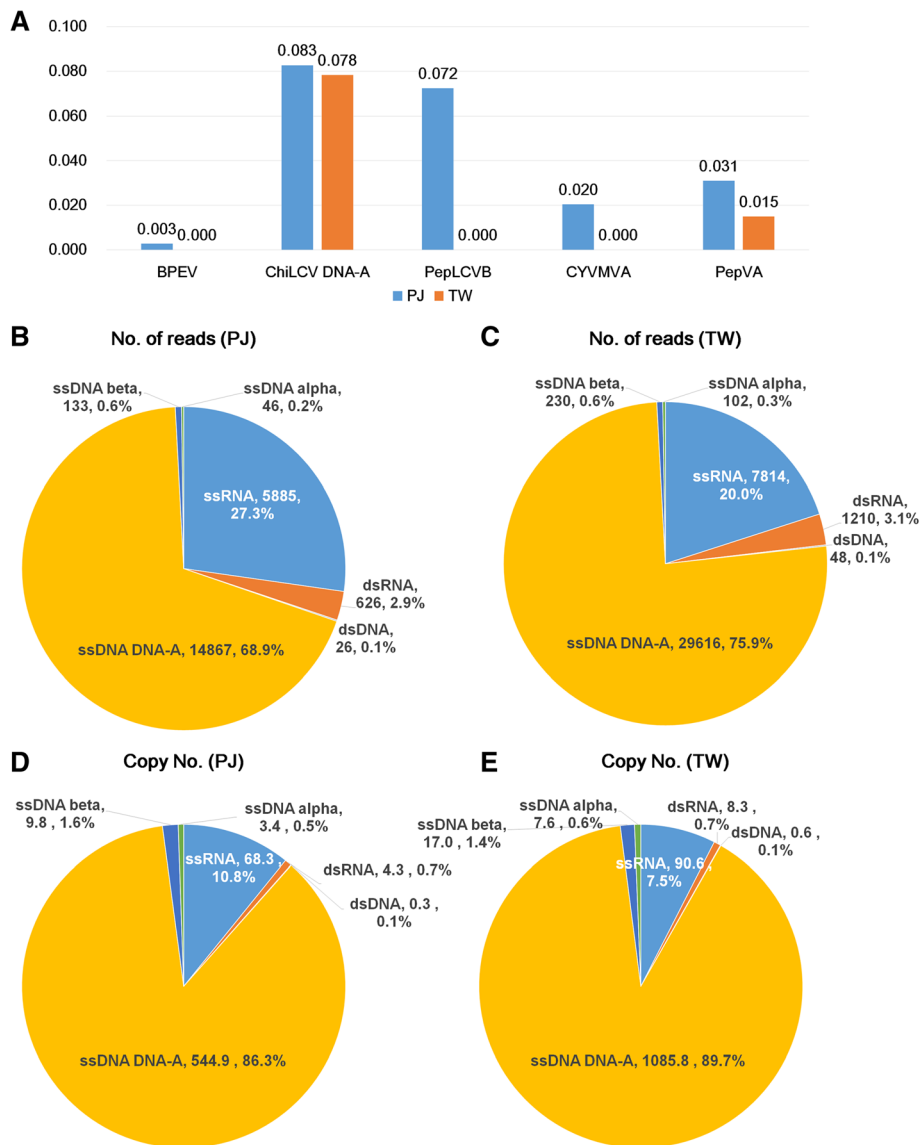 A
0.100
0.080
0.060
0.040
0.020
0.000
0.083
0.078
0.072
0.031
0.020
0.015
0.003
0.000
0.000
0.000
BPEV
ChiLCV DNA-A
PepLCVB
CYVMVA
PepVA
PJ
TW
B
No. of reads (PJ)
ssDNA beta,
133, 0.6%
ssDNA alpha,
46, 0.2%
ssRNA, 5885,
27.3%
dsRNA,
626, 2.9%
dsDNA,
26, 0.1%
ssDNA DNA-A, 14867, 68.9%
C
No. of reads (TW)
ssDNA beta,
230, 0.6%
ssDNA alpha,
102, 0.3%
ssRNA, 7814,
20.0%
dsRNA,
1210, 3.1%
dsDNA,
48, 0.1%
ssDNA DNA-A, 29616, 75.9%
D
Copy No. (PJ)
ssDNA beta,
9.8 , 1.6%
ssDNA alpha,
3.4 , 0.5%
ssRNA, 68.3 ,
10.8%
dsRNA, 4.3 , 0.7%
dsDNA, 0.3 ,
0.1%
ssDNA DNA-A, 544.9 , 86.3%
E
Copy No. (TW)
ssDNA alpha,
7.6 , 0.6%
dsRNA, 8.3 ,
0.7%
ssDNA beta,
17.0 , 1.4%
dsDNA, 0.6 ,
0.1%
ssRNA, 90.6 ,
7.5%
ssDNA DNA-A, 1085.8 , 89.7%